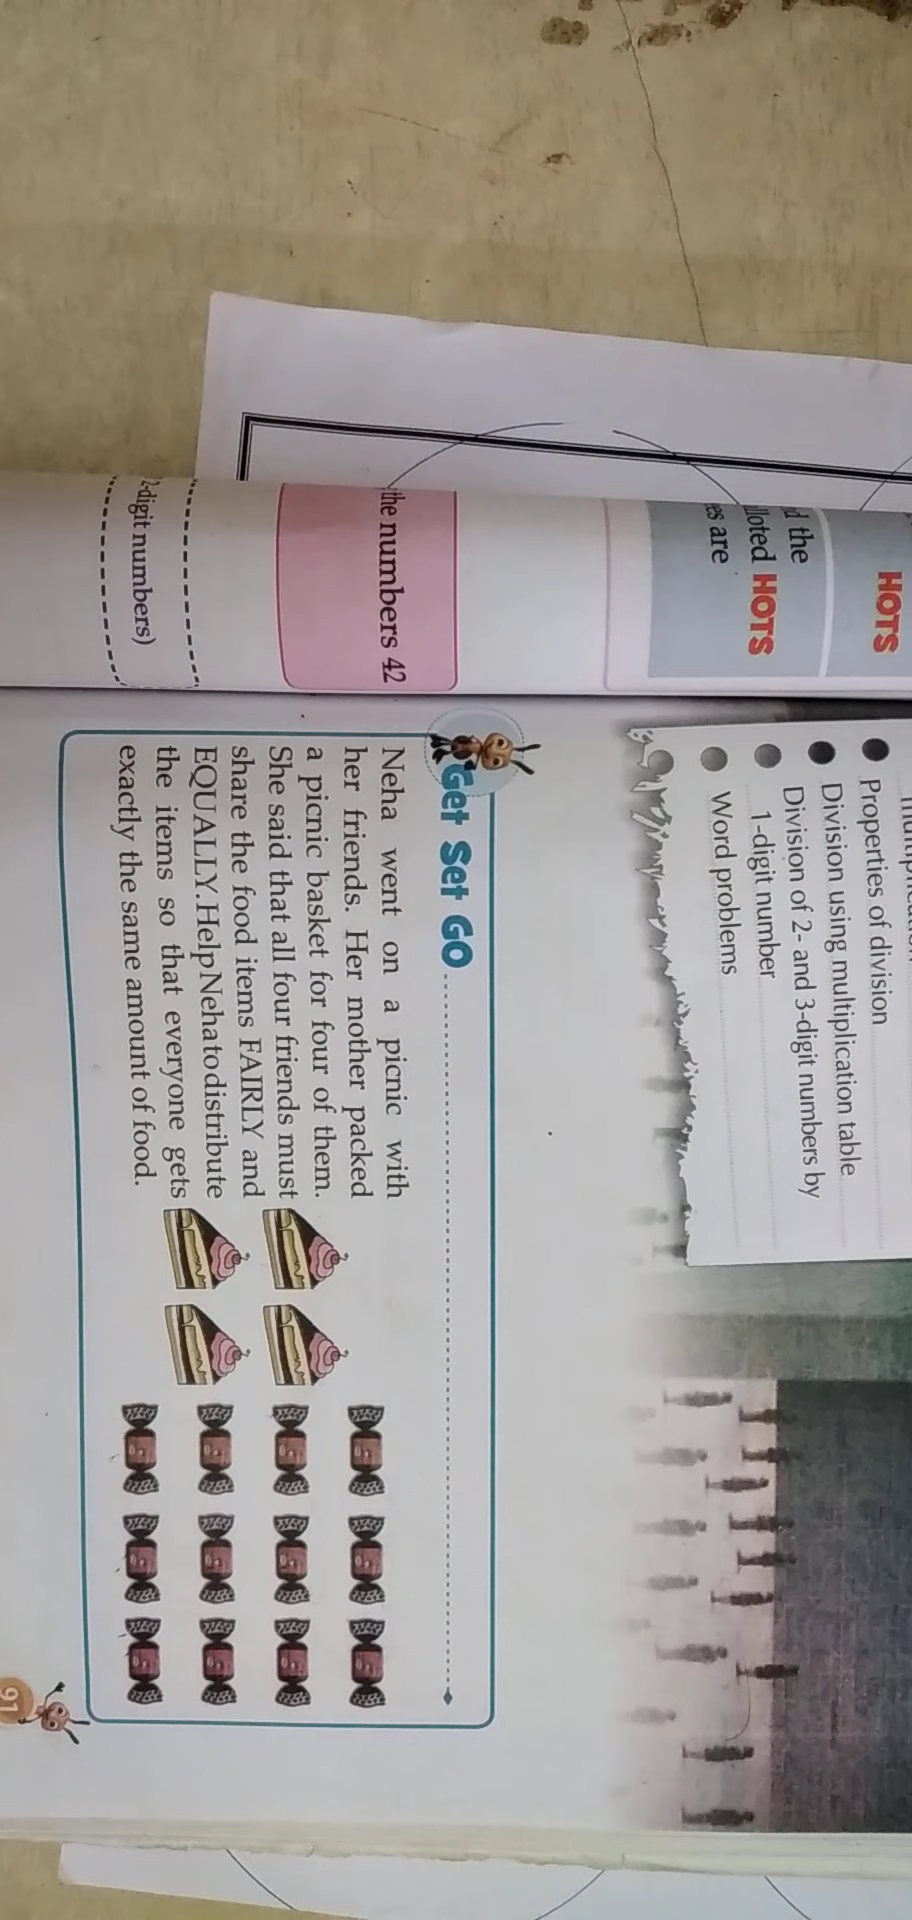 HOTS
d the
lloted HOTS
es are
the numbers 42
2-digit numbers)
Properties of division
Division using multiplication table
Division of 2- and 3-digit numbers by
1-digit number
Word problems
Get Set GO
Neha went on a picnic with
her friends. Her mother packed
a picnic basket for four of them.
She said that all four friends must
share the food items FAIRLY and
EQUALLY.HelpNehatodistribute
the items so that everyone gets
exactly the same amount of food.
91